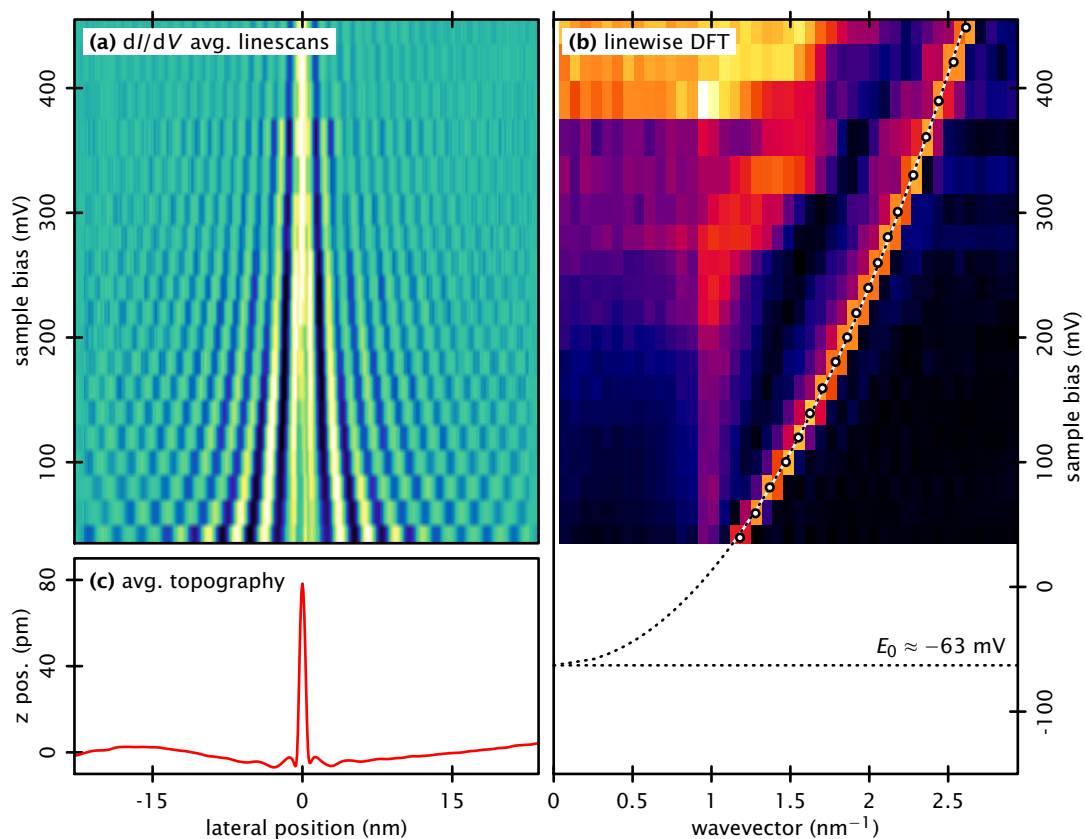 (a) dI/dV avg. linescans
sample bias (mV)
400
300
200
100
(b) linewise DFT
400
300
200
100
0
-100
sample bias (mV)
E0 ≈ −63 mV
(c) avg. topography
z pos. (pm)
80
40
0
-15 0 15
lateral position (nm)
0 0.5 1 1.5 2 2.5
wavevector (nm⁻¹)